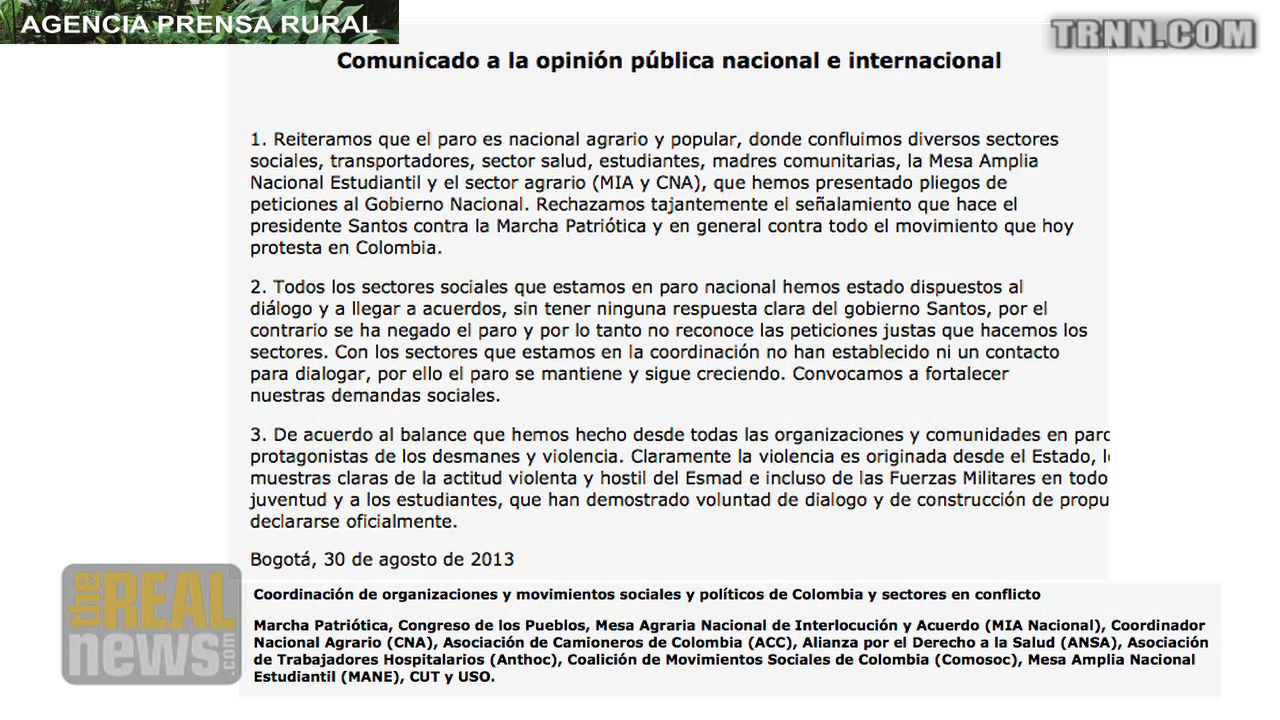 AGENCIA PRENSA RURAL
TRNN.COM
Comunicado a la opinión pública nacional e internacional
1. Reiteramos que el paro es nacional agrario y popular, donde confluimos diversos sectores
sociales, transportadores, sector salud, estudiantes, madres comunitarias, la Mesa Amplia
Nacional Estudiantil y el sector agrario (MIA y CNA), que hemos presentado pliegos de
peticiones al Gobierno Nacional. Rechazamos tajantemente el señalamiento que hace el
presidente Santos contra la Marcha Patriótica y en general contra todo el movimiento que hoy
protesta en Colombia.
2. Todos los sectores sociales que estamos en paro nacional hemos estado dispuestos al
diálogo y a llegar a acuerdos, sin tener ninguna respuesta clara del gobierno Santos, por el
contrario se ha negado el paro y por lo tanto no reconoce las peticiones justas que hacemos los
sectores. Con los sectores que estamos en la coordinación no han establecido ni un contacto
para dialogar, por ello el paro se mantiene y sigue creciendo. Convocamos a fortalecer
nuestras demandas sociales.
3. De acuerdo al balance que hemos hecho desde todas las organizaciones y comunidades en
protagonistas de los desmanes y violencia. Claramente la violencia es originada desde el Estado,
muestras claras de la actitud violenta y hostil del Esmad e incluso de las Fuerzas Militares en todo
juventud y a los estudiantes, que han demostrado voluntad de dialogo y de construcción de propu
declararse oficialmente.
Bogotá, 30 de agosto de 2013
Coordinación de organizaciones y movimientos sociales y políticos de Colombia y sectores en conflicto
Marcha Patriótica, Congreso de los Pueblos, Mesa Agraria Nacional de Interlocución y Acuerdo (MIA Nacional), Coordinador
Nacional Agrario (CNA), Asociación de Camioneros de Colombia (ACC), Alianza por el Derecho a la Salud (ANSA), Asociación
de Trabajadores Hospitalarios (Anthoc), Coalición de Movimientos Sociales de Colombia (Comosoc), Mesa Amplia Nacional
Estudiantil (MANE), CUT y USO.
the REAL
news.com